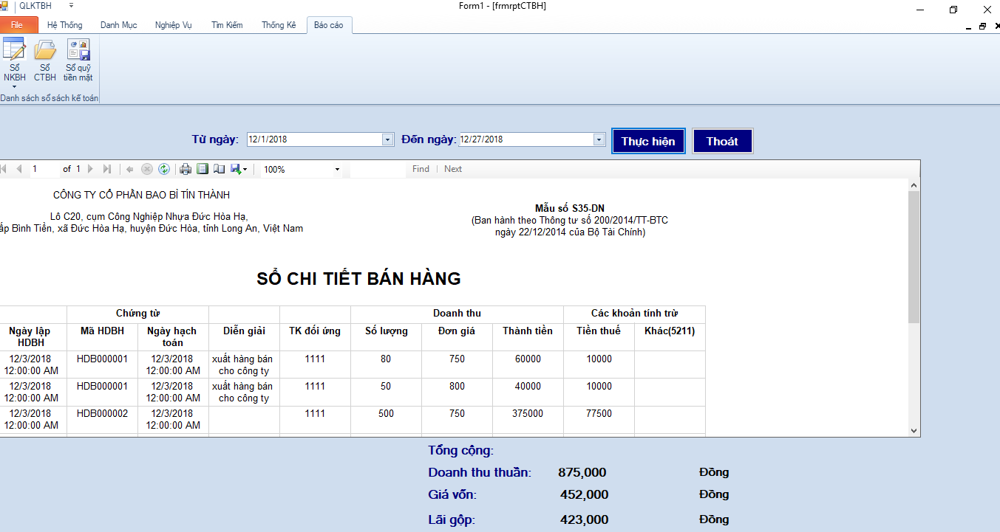 QLKTBH
Form1 - [frmrptCTBH]
File Hệ Thống Danh Mục Nghiệp Vụ Tìm Kiếm Thống Kê Báo cáo
Sổ NKBH
Sổ CTBH
Sổ quỹ tiền mặt
Danh sách sổ sách kế toán
Từ ngày: 12/1/2018 Đến ngày: 12/27/2018 Thực hiện Thoát
1 of 1 100% Find Next
CÔNG TY CỔ PHẦN BAO BÌ TÍN THÀNH
Lô C20, cụm Công Nghiệp Nhựa Đức Hòa Hạ,
ấp Bình Tiền, xã Đức Hòa Hạ, huyện Đức Hòa, tỉnh Long An, Việt Nam
Mẫu số S35-DN
(Ban hành theo Thông tư số 200/2014/TT-BTC
ngày 22/12/2014 của Bộ Tài Chính)
SỔ CHI TIẾT BÁN HÀNG
Chứng từ Doanh thu Các khoản tính trừ
Ngày lập HDBH Mã HDBH Ngày hạch toán Diễn giải TK đối ứng Số lượng Đơn giá Thành tiền Tiền thuế Khác(5211)
12/3/2018 12:00:00 AM HDB000001 12/3/2018 12:00:00 AM xuất hàng bán cho công ty 1111 80 750 60000 10000
12/3/2018 12:00:00 AM HDB000001 12/3/2018 12:00:00 AM xuất hàng bán cho công ty 1111 50 800 40000 10000
12/3/2018 12:00:00 AM HDB000002 12/3/2018 12:00:00 AM 1111 500 750 375000 77500
Tổng cộng:
Doanh thu thuần: 875,000 Đồng
Giá vốn: 452,000 Đồng
Lãi gộp: 423,000 Đồng